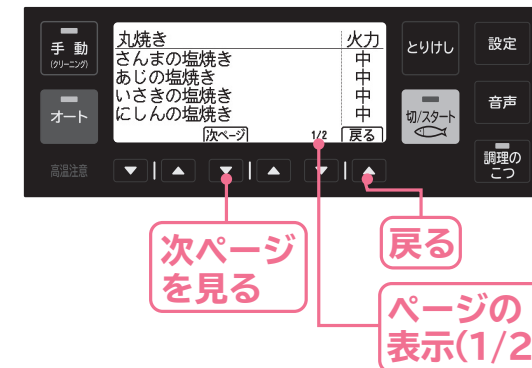 手 動
(クリーニング)
オート
高温注意
丸焼き 火力
さんまの塩焼き 中
あじの塩焼き 中
いさきの塩焼き 中
にしんの塩焼き 中
次ページ 1/2 戻る
とりけし
切/スタート
設定
音声
調理の
こつ
次ページ
を見る
戻る
ページの
表示(1/2